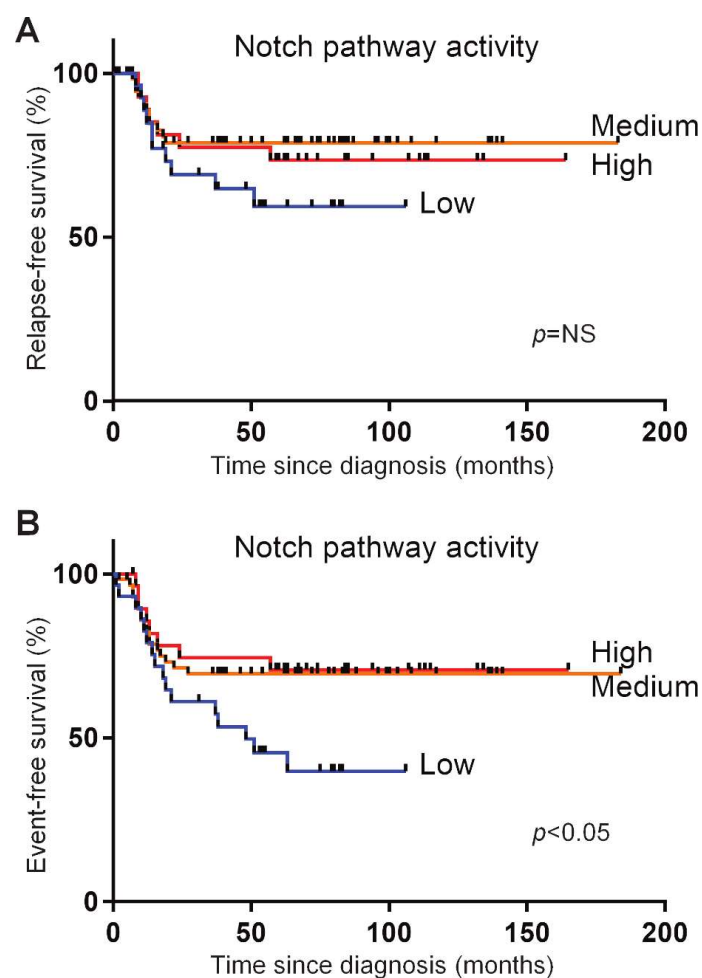 A
Notch pathway activity
Relapse-free survival (%)
100
50
0
Medium
High
Low
p=NS
0 50 100 150 200
Time since diagnosis (months)
B
Notch pathway activity
Event-free survival (%)
100
50
0
High
Medium
Low
p<0.05
0 50 100 150 200
Time since diagnosis (months)